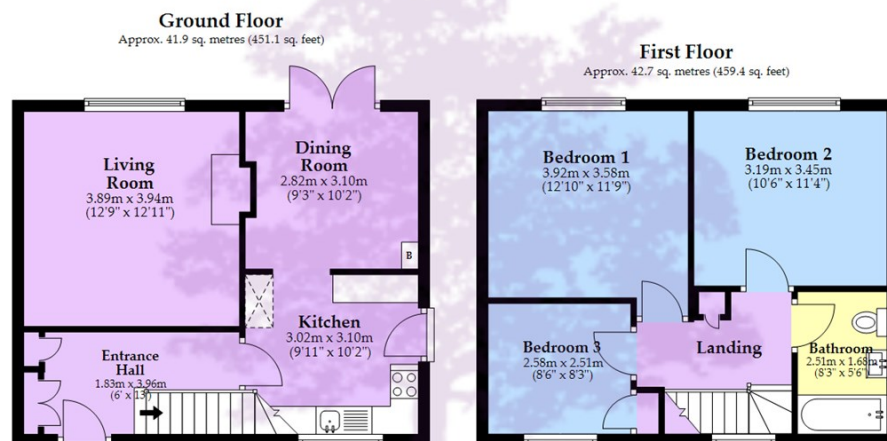 Ground Floor
Approx. 41.9 sq. metres (451.1 sq. feet)
Living
Room
3.89m x 3.94m
(12'9" x 12'11")
Dining
Room
2.82m x 3.10m
(9'3" x 10'2")
B
Kitchen
3.02m x 3.10m
(9'11" x 10'2")
Entrance
Hall
1.83m x 3.96m
(6' x 13')
First Floor
Approx. 42.7 sq. metres (459.4 sq. feet)
Bedroom 1
3.92m x 3.58m
(12'10" x 11'9")
Bedroom 2
3.19m x 3.45m
(10'6" x 11'4")
Bedroom 3
2.58m x 2.51m
(8'6" x 8'3")
Landing
Bathroom
2.51m x 1.68m
(8'3" x 5'6")